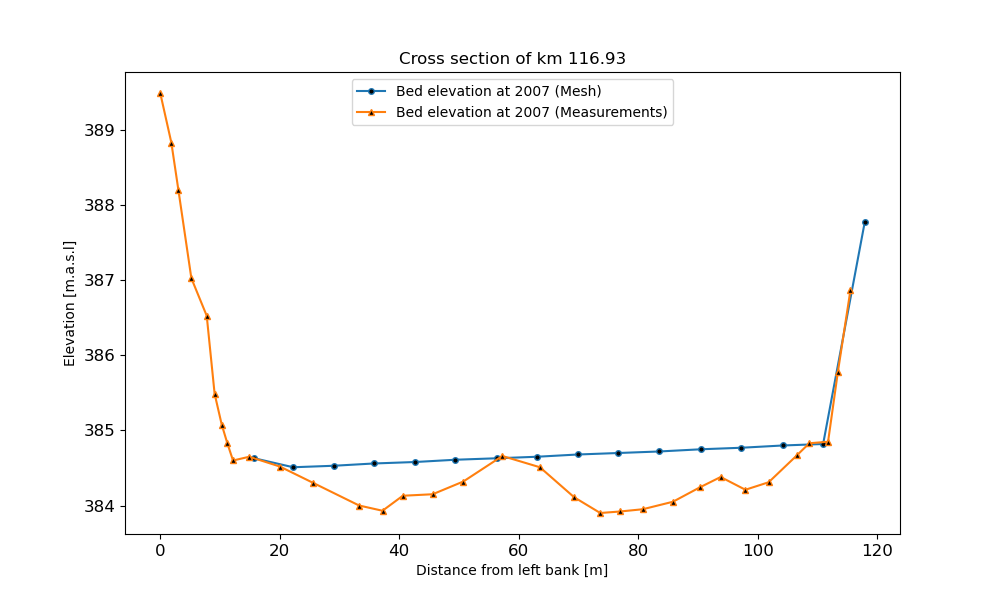 Cross section of km 116.93
Bed elevation at 2007 (Mesh)
Bed elevation at 2007 (Measurements)
Elevation [m.a.s.l]
389
388
387
386
385
384
0 20 40 60 80 100 120
Distance from left bank [m]